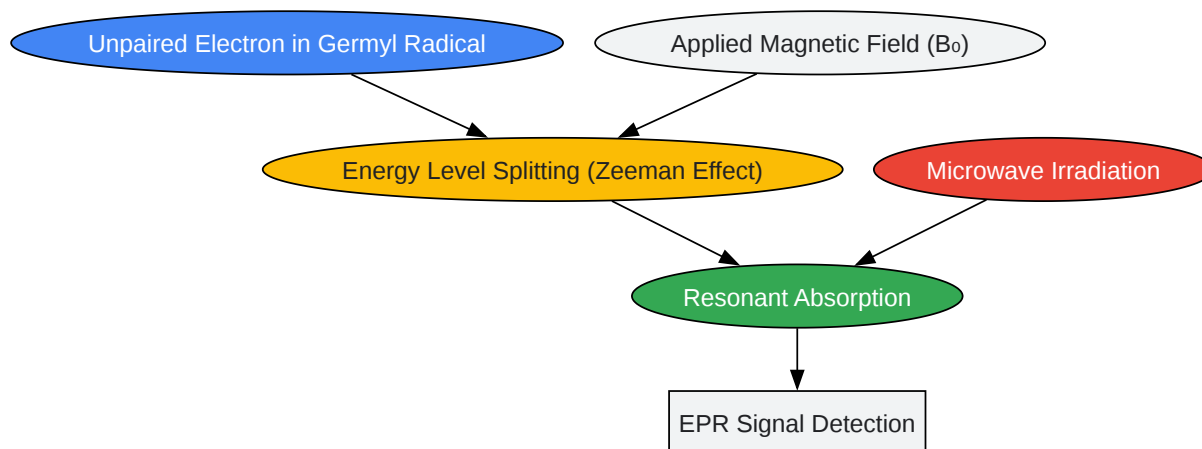 Unpaired Electron in Germyl Radical
Applied Magnetic Field (B₀)
Energy Level Splitting (Zeeman Effect)
Microwave Irradiation
Resonant Absorption
EPR Signal Detection